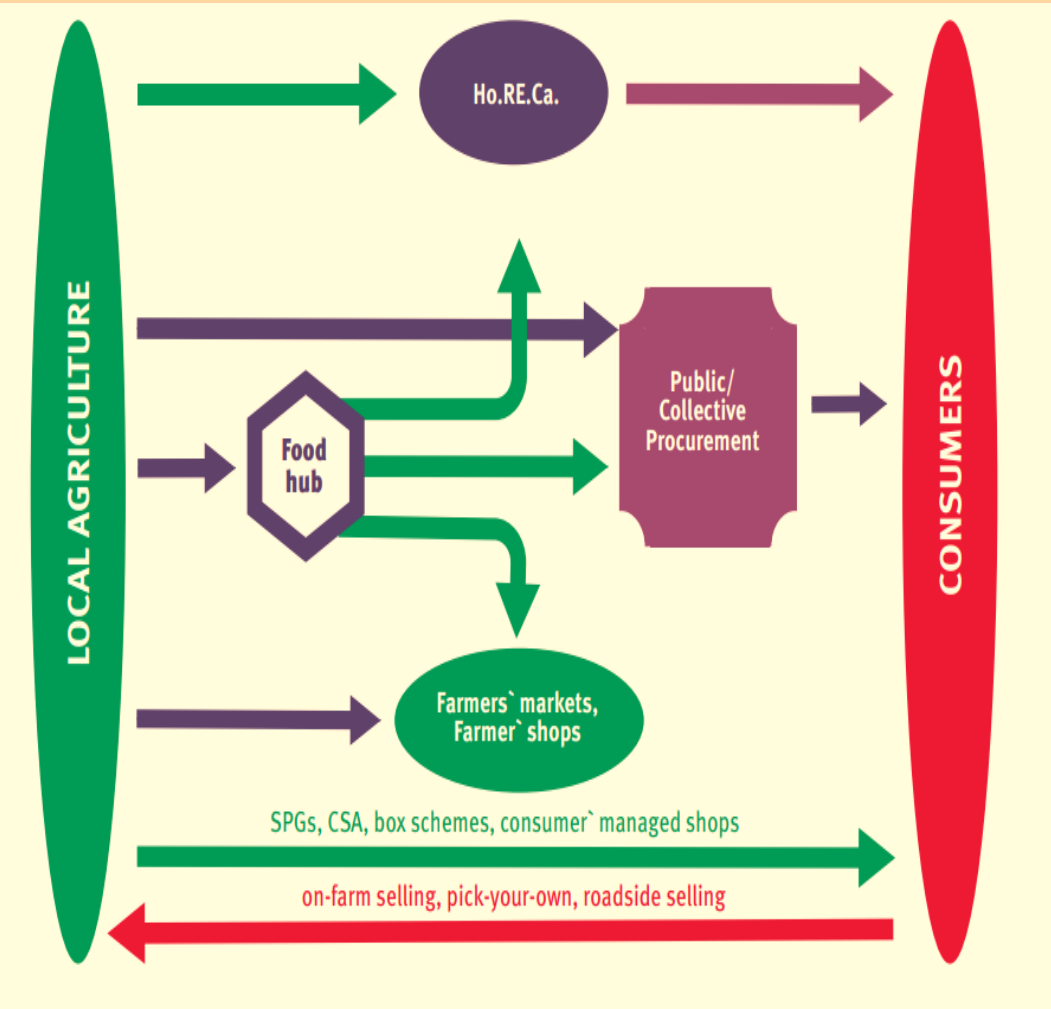 Ho.RE.Ca.
LOCAL AGRICULTURE
Food
hub
Public/
Collective
Procurement
CONSUMERS
Farmers` markets,
Farmer` shops
SPGs, CSA, box schemes, consumer` managed shops
on-farm selling, pick-your-own, roadside selling